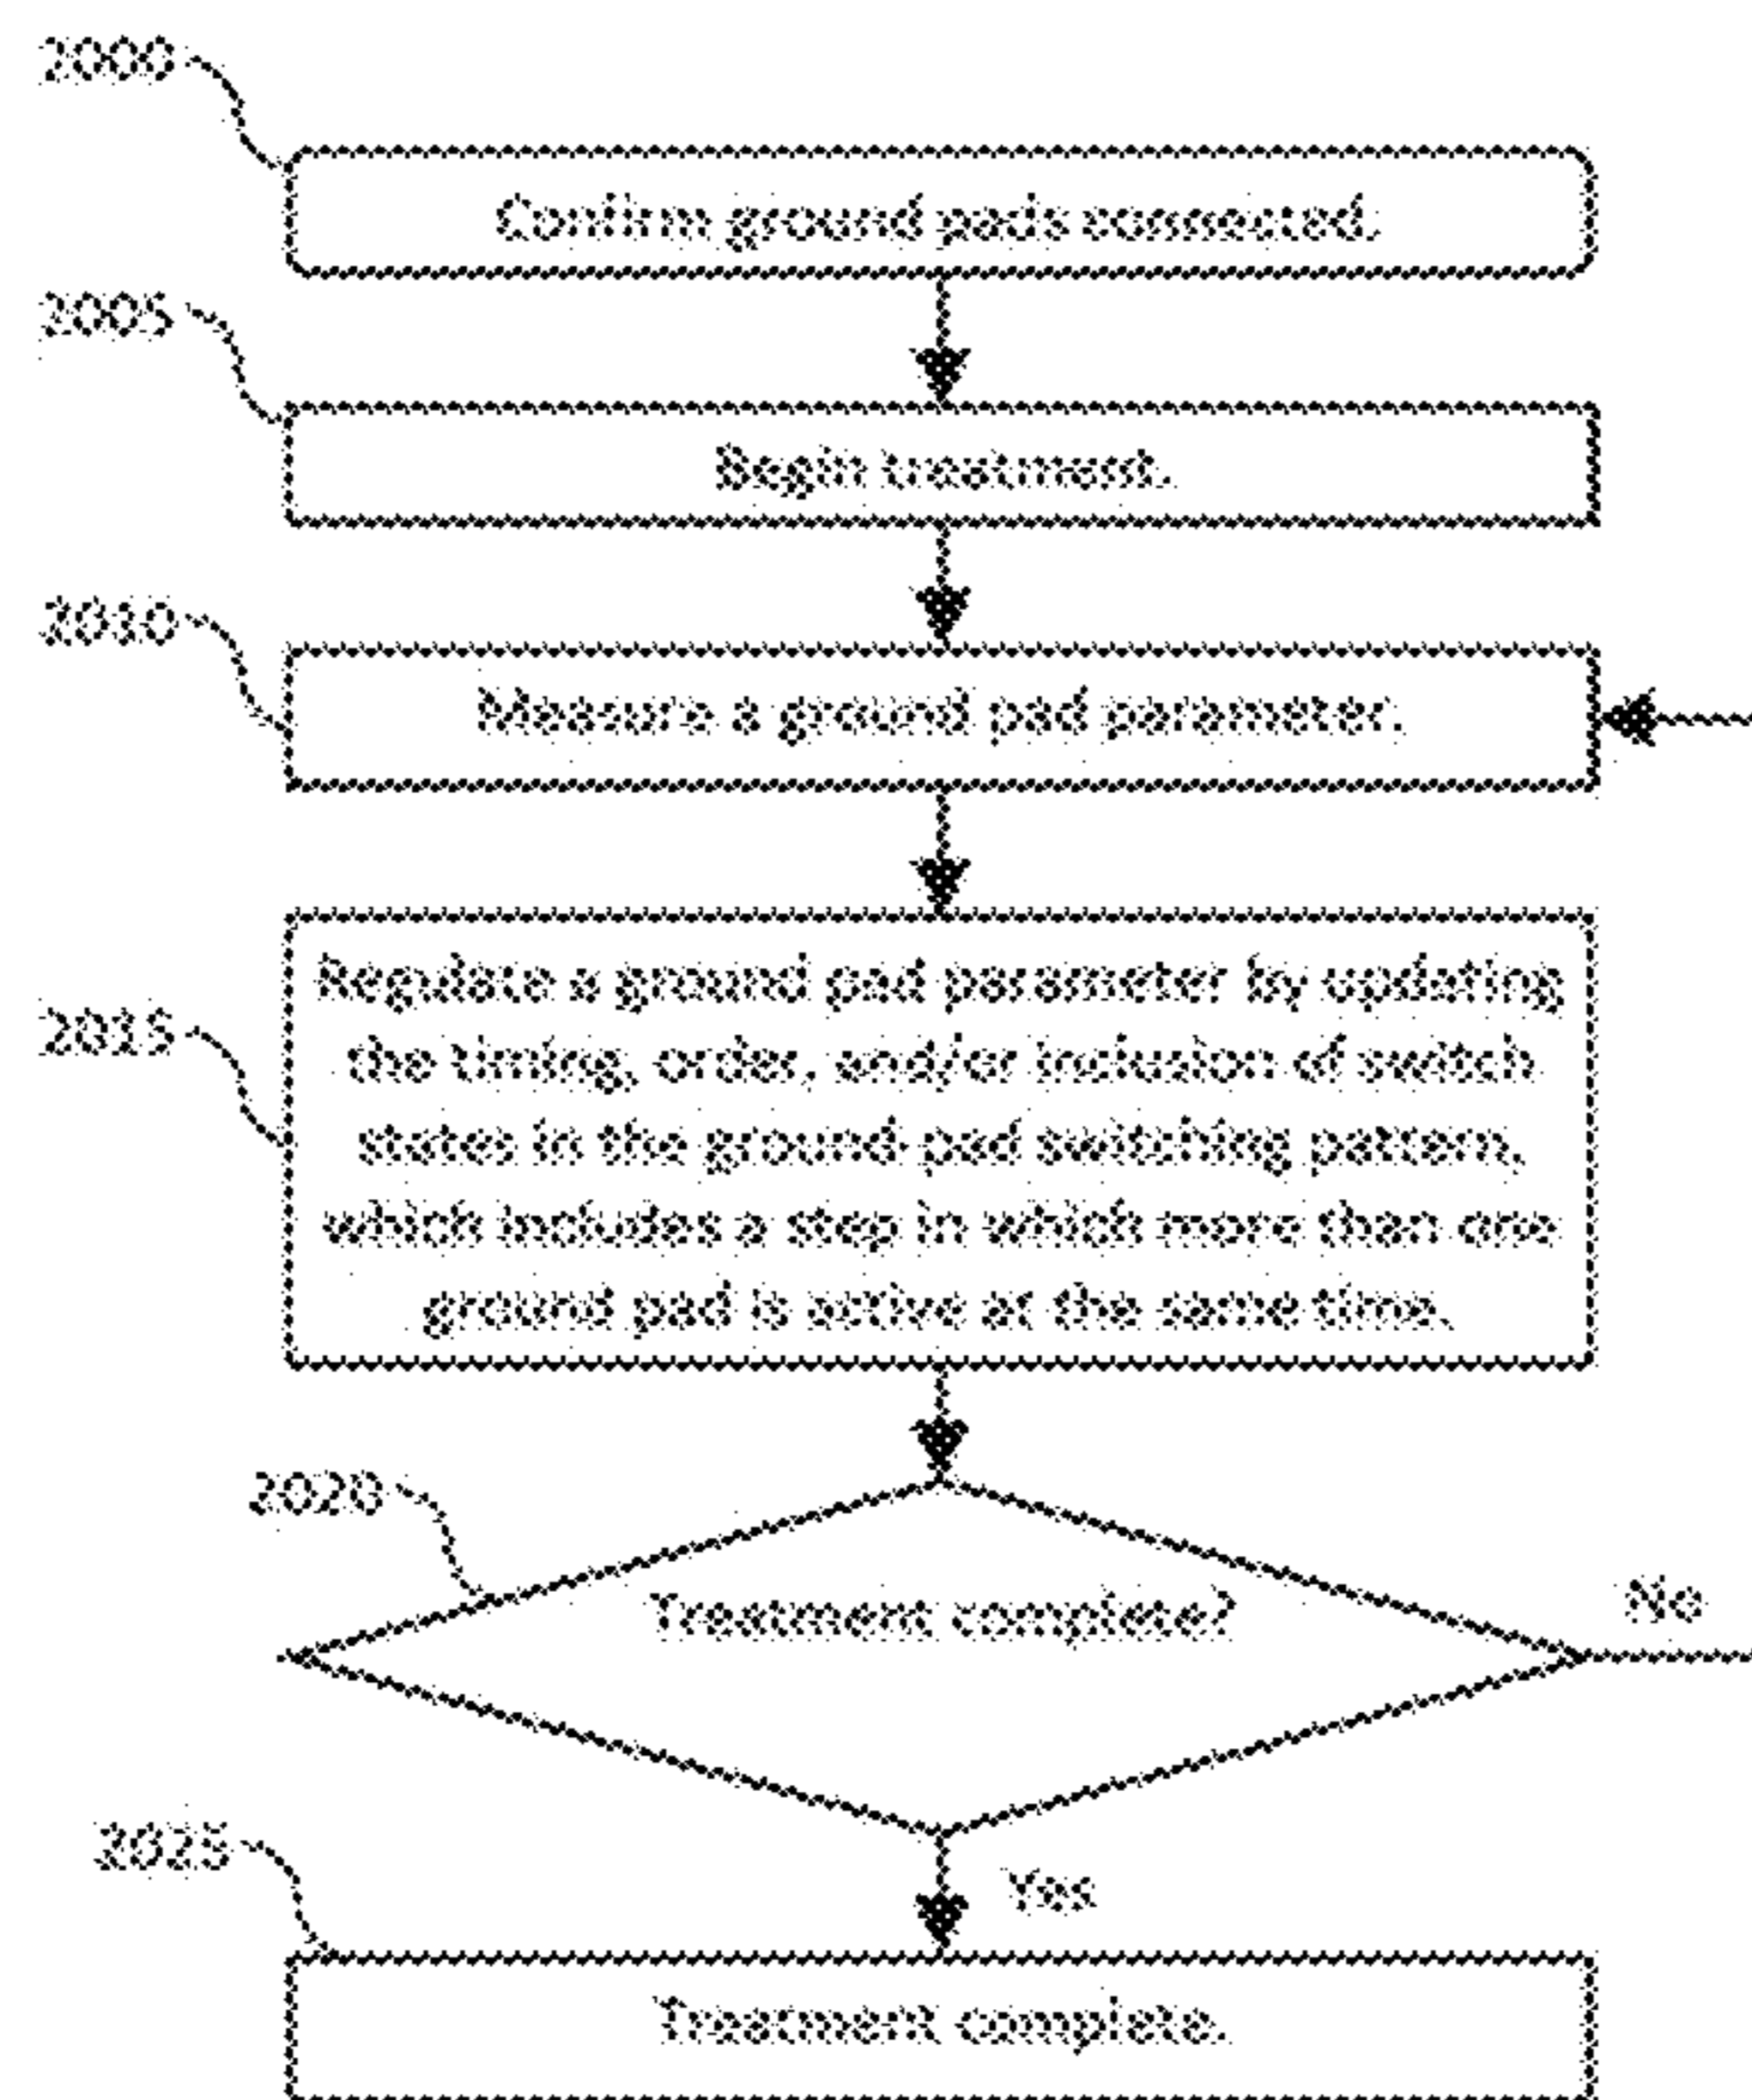 2000
Confirm ground pads connected.
2005
Begin treatment.
2010
Measure a ground pad parameter.
2015
Regulate a ground pad parameter by updating
the timing, order, and/or inclusion of switch
states in the ground pad switching pattern,
which includes a step in which more than one
ground pad is active at the same time.
2020
Treatment complete?
No
Yes
2025
Treatment complete.